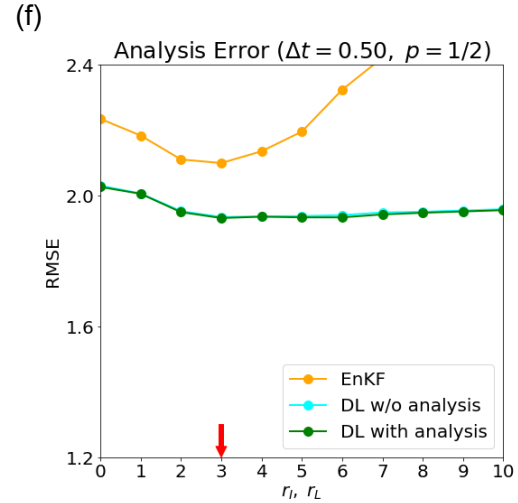 (f)
Analysis Error (Δt = 0.50, p = 1/2)
2.4
2.0
1.6
1.2
RMSE
EnKF
DL w/o analysis
DL with analysis
0 1 2 3 4 5 6 7 8 9 10
r_l, r_L